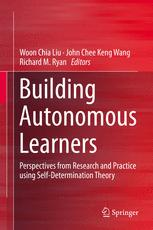 Woon Chia Liu · John Chee Keng Wang
Richard M. Ryan   Editors
Building
Autonomous
Learners
Perspectives from Research and Practice
using Self-Determination Theory
Springer